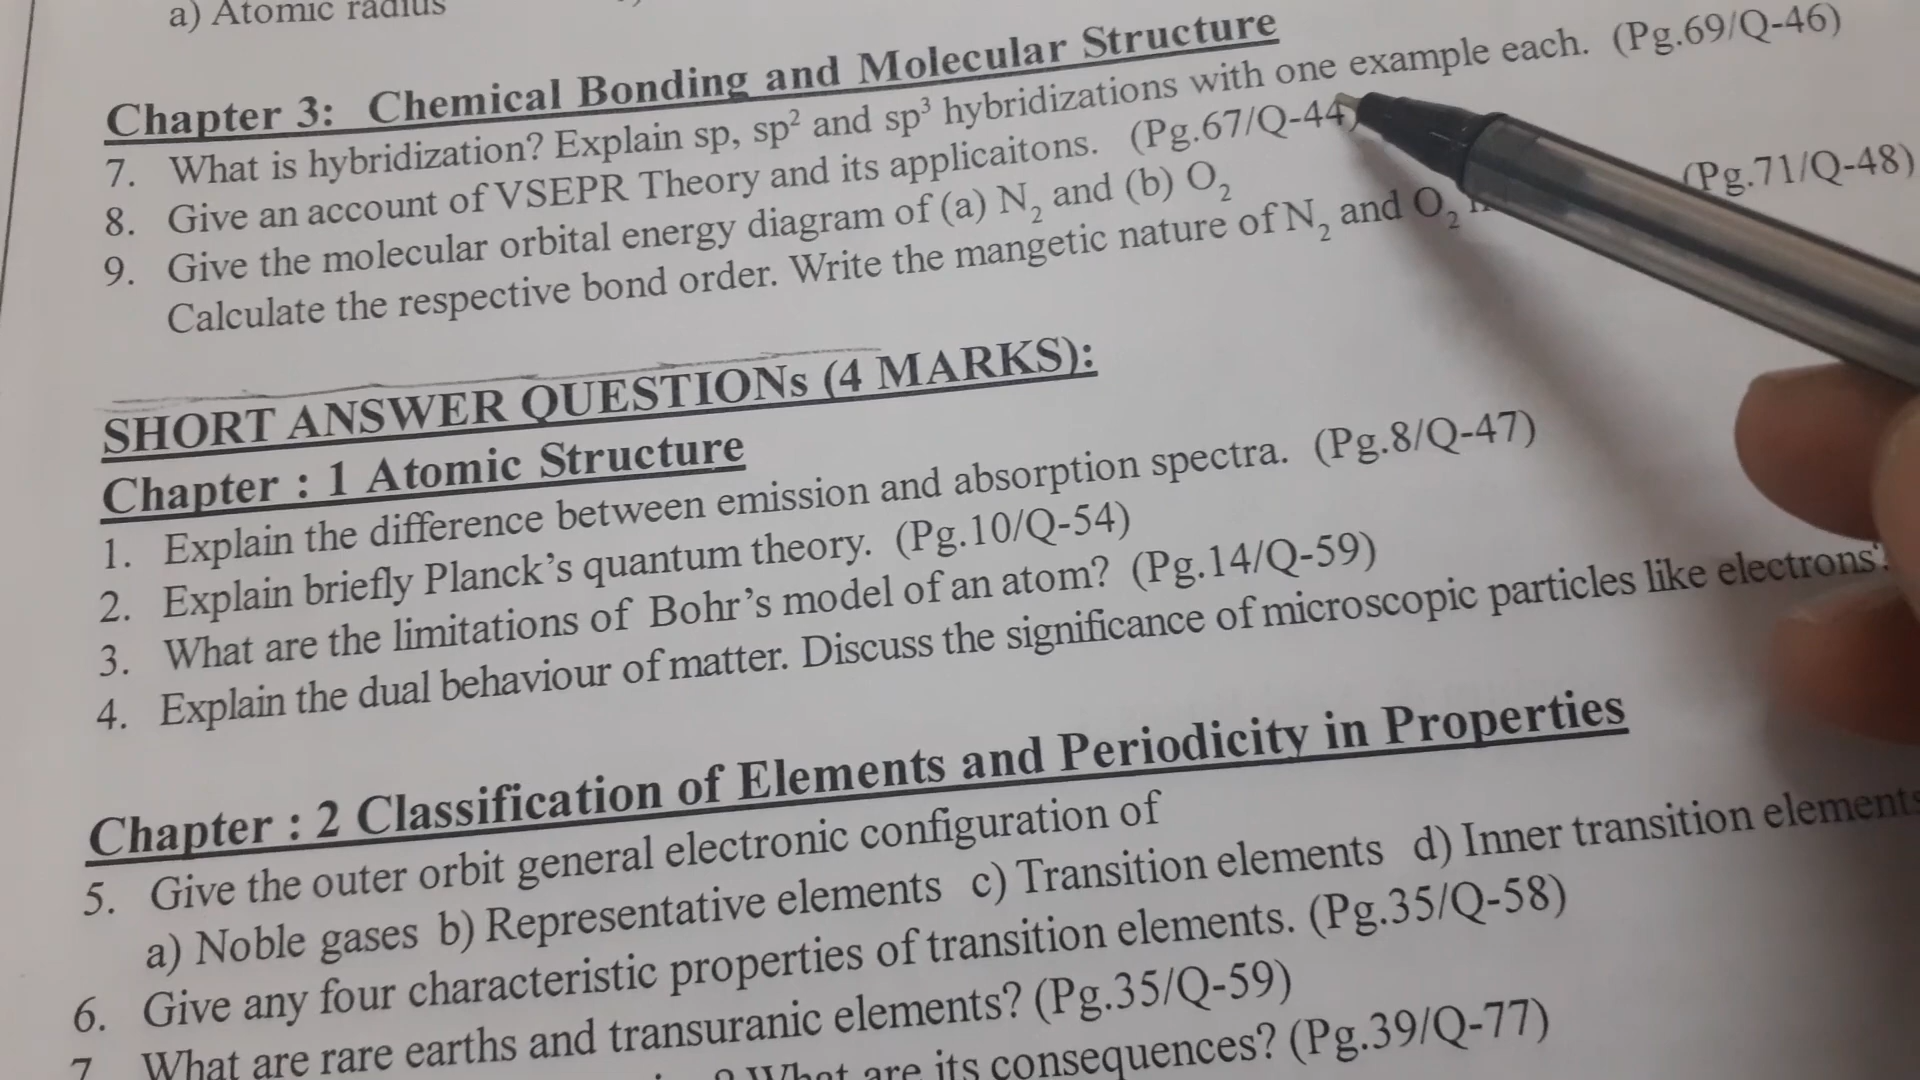 a) Atomic radius
Chapter 3: Chemical Bonding and Molecular Structure
7. What is hybridization? Explain sp, sp² and sp³ hybridizations with one example each. (Pg.69/Q-46)
8. Give an account of VSEPR Theory and its applicaitons. (Pg.67/Q-44)
9. Give the molecular orbital energy diagram of (a) N₂ and (b) O₂
Calculate the respective bond order. Write the mangetic nature of N₂ and O₂ (Pg.71/Q-48)
SHORT ANSWER QUESTIONs (4 MARKS):
Chapter : 1 Atomic Structure
1. Explain the difference between emission and absorption spectra. (Pg.8/Q-47)
2. Explain briefly Planck's quantum theory. (Pg.10/Q-54)
3. What are the limitations of Bohr's model of an atom? (Pg.14/Q-59)
4. Explain the dual behaviour of matter. Discuss the significance of microscopic particles like electrons.
Chapter : 2 Classification of Elements and Periodicity in Properties
5. Give the outer orbit general electronic configuration of
a) Noble gases b) Representative elements c) Transition elements d) Inner transition elements
6. Give any four characteristic properties of transition elements. (Pg.35/Q-58)
7. What are rare earths and transuranic elements? (Pg.35/Q-59)
? What are its consequences? (Pg.39/Q-77)